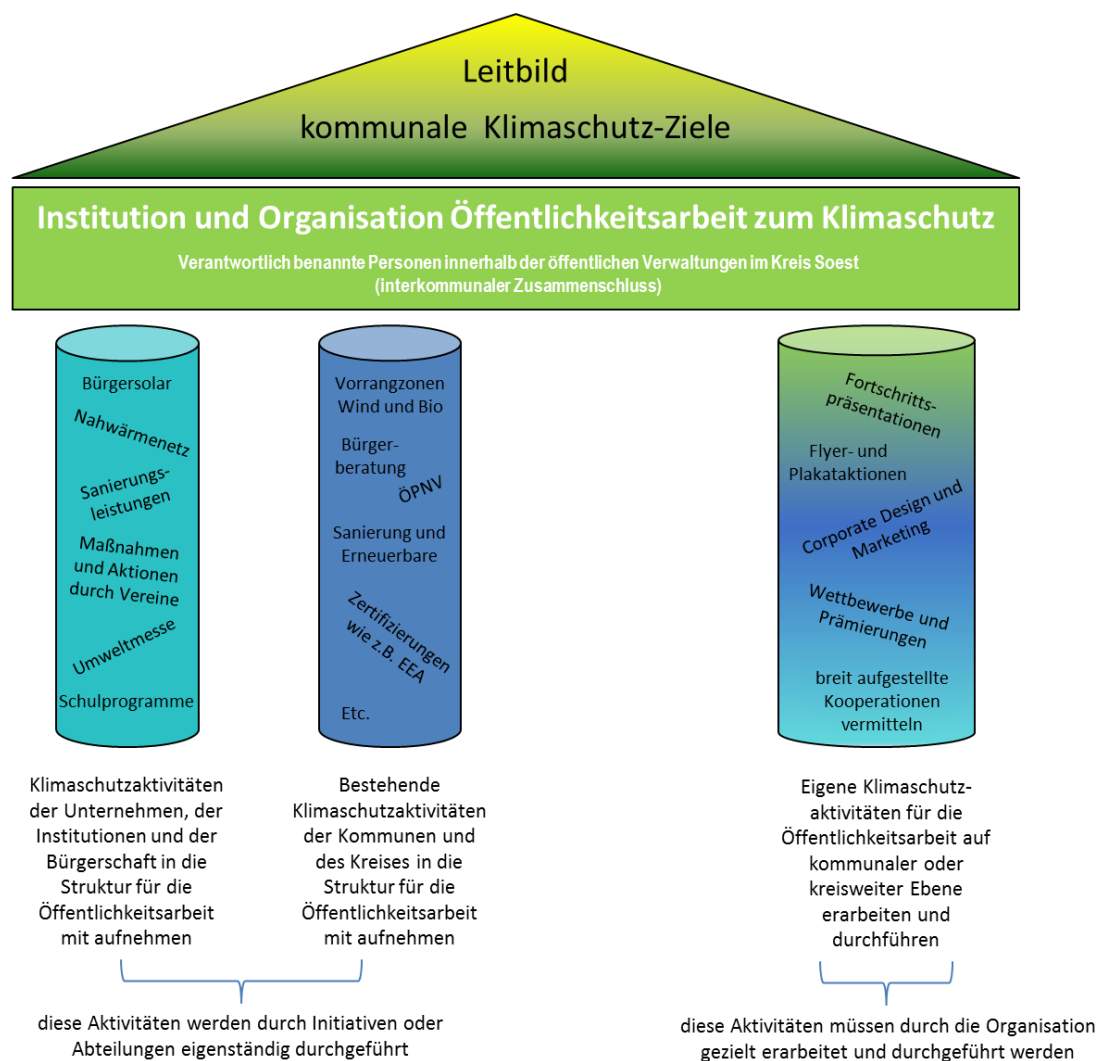 Leitbild
kommunale Klimaschutz-Ziele
Institution und Organisation Öffentlichkeitsarbeit zum Klimaschutz
Verantwortlich benannte Personen innerhalb der öffentlichen Verwaltungen im Kreis Soest
(interkommunaler Zusammenschluss)
Bürgersolar
Nahwärmenetz
Sanierungs-
leistungen
Maßnahmen
und Aktionen
durch Vereine
Umweltmesse
Schulprogramme
Vorrangzonen
Wind und Bio
Bürger-
beratung
ÖPNV
Sanierung und
Erneuerbare
Zertifizierungen
wie z.B. EEA
Etc.
Fortschritts-
präsentationen
Flyer- und
Plakataktionen
Corporate Design und
Marketing
Wettbewerbe und
Prämierungen
breit aufgestellte
Kooperationen
vermitteln
Klimaschutzaktivitäten
der Unternehmen, der
Institutionen und der
Bürgerschaft in die
Struktur für die
Öffentlichkeitsarbeit
mit aufnehmen
Bestehende
Klimaschutzaktivitäten
der Kommunen und
des Kreises in die
Struktur für die
Öffentlichkeitsarbeit
mit aufnehmen
Eigene Klimaschutz-
aktivitäten für die
Öffentlichkeitsarbeit auf
kommunaler oder
kreisweiter Ebene
erarbeiten und
durchführen
diese Aktivitäten werden durch Initiativen oder
Abteilungen eigenständig durchgeführt
diese Aktivitäten müssen durch die Organisation
gezielt erarbeitet und durchgeführt werden